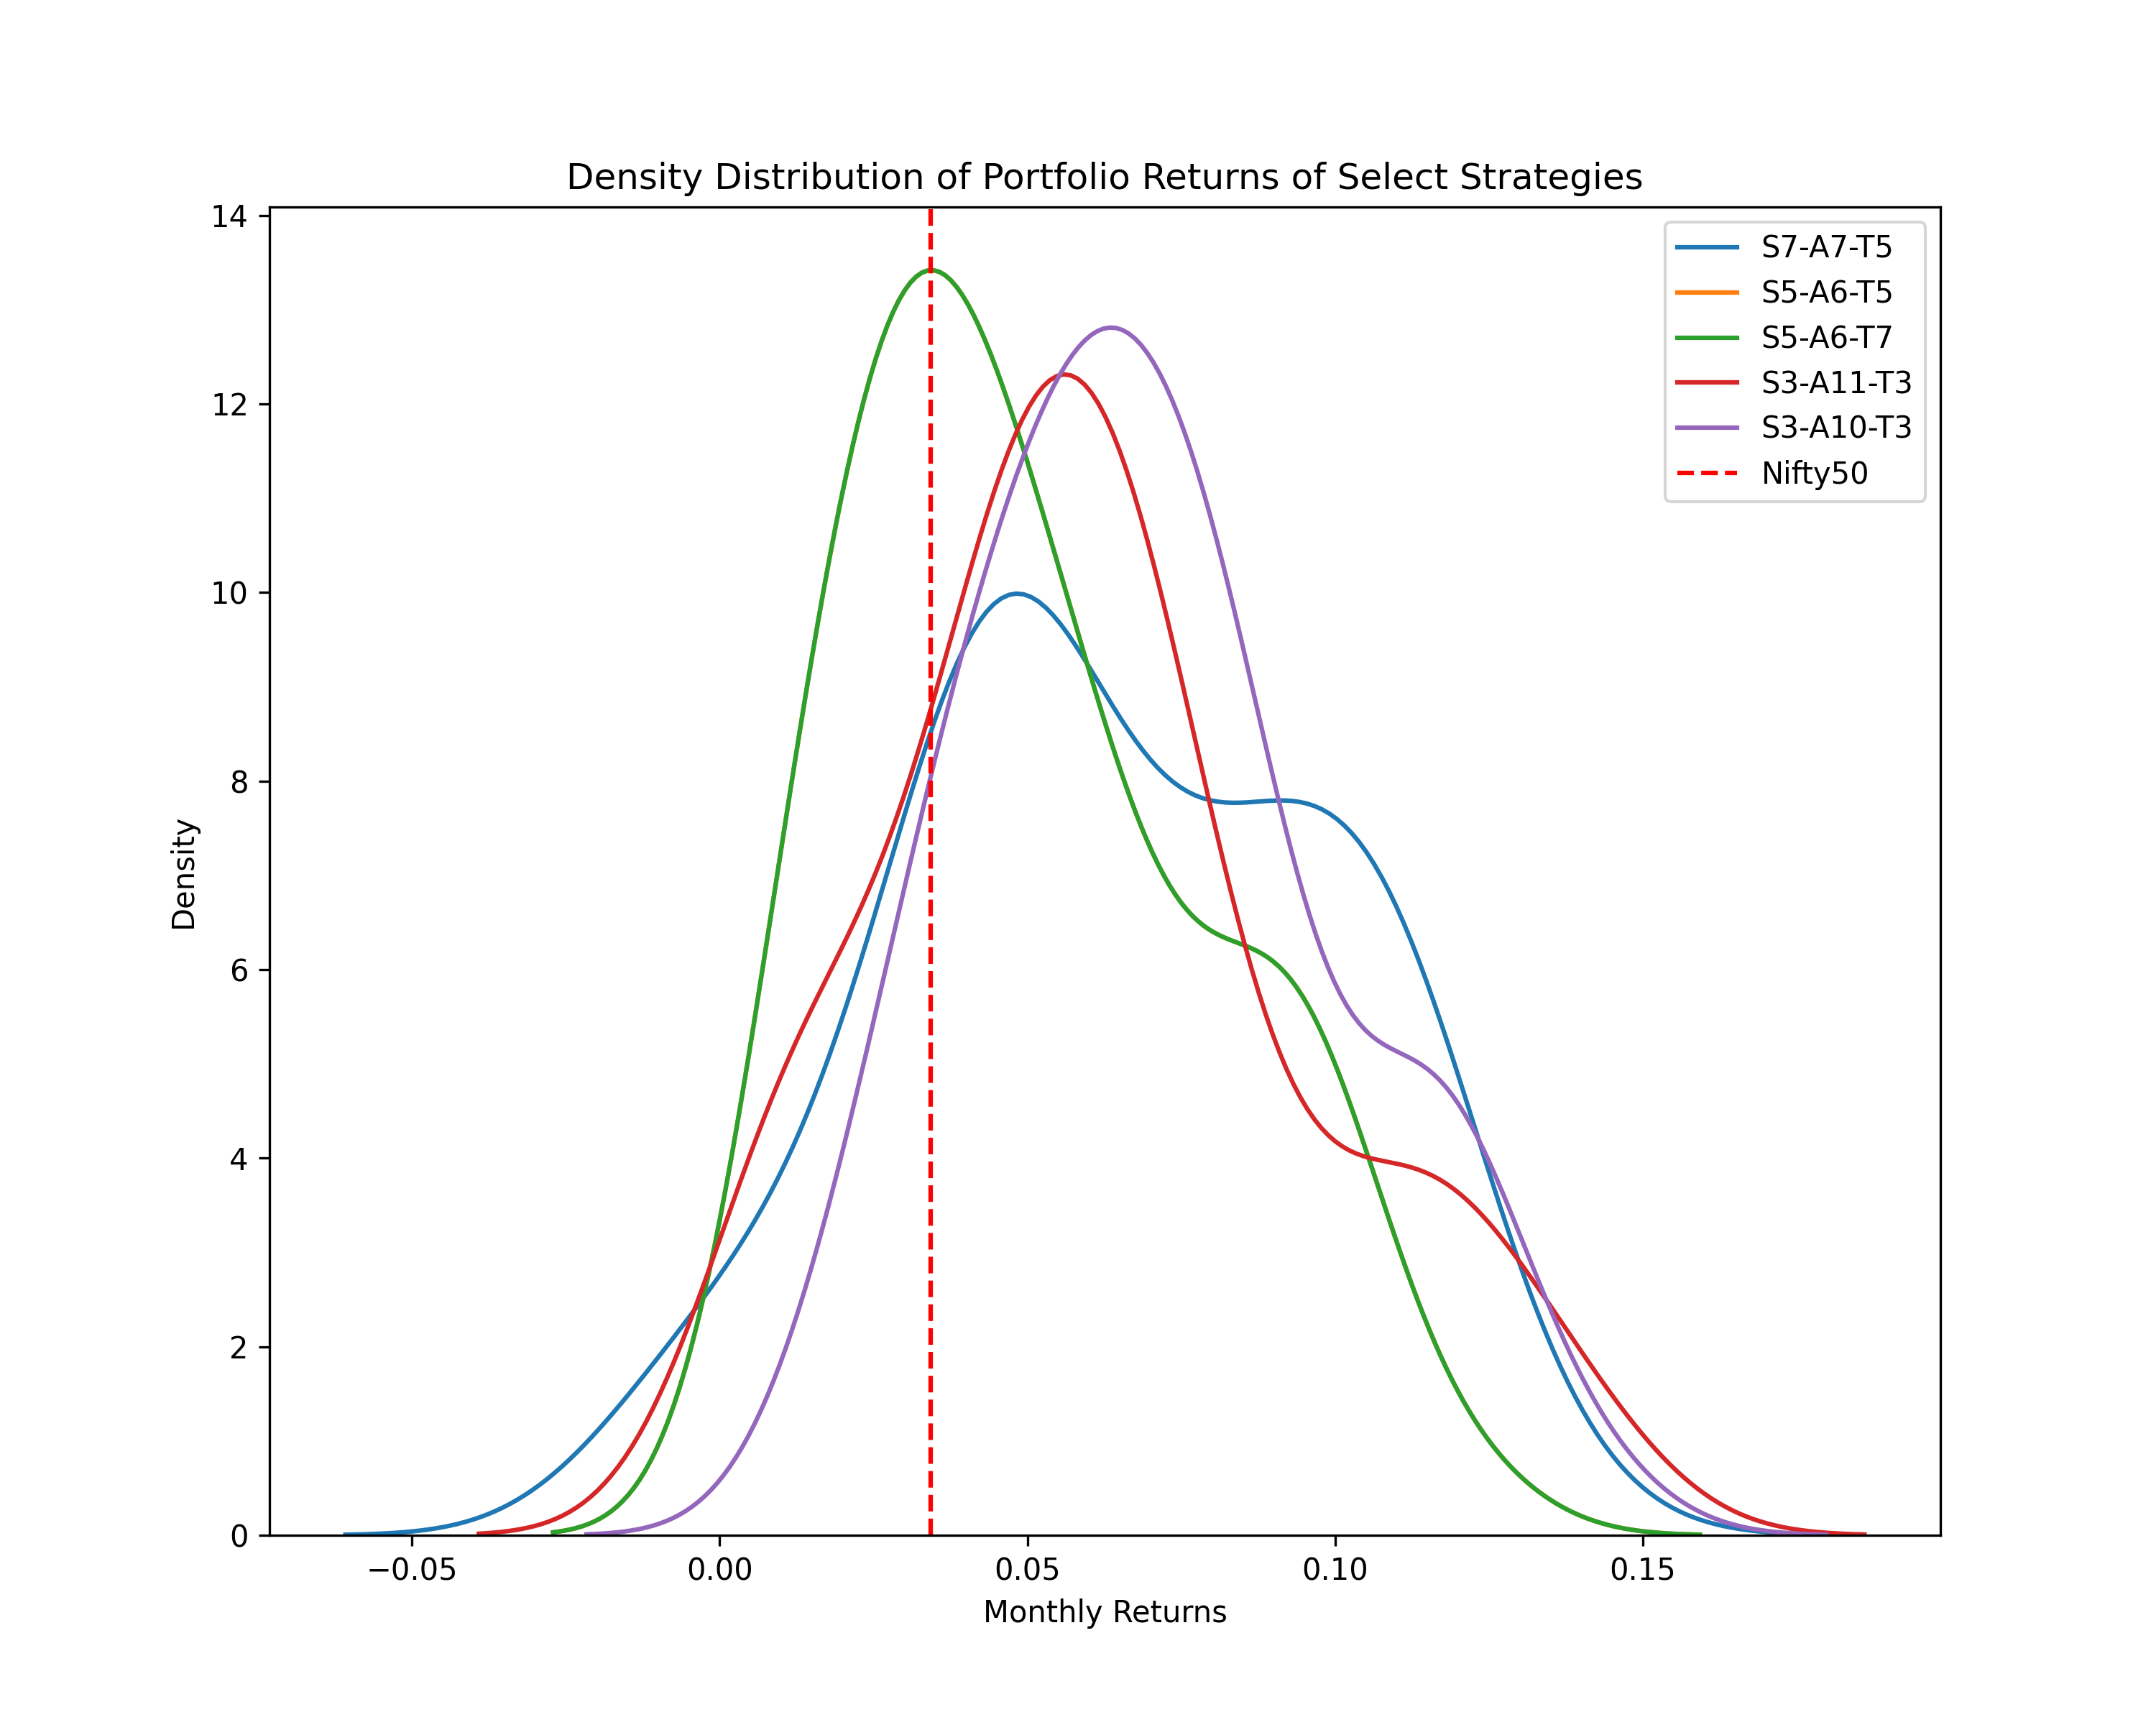 Density Distribution of Portfolio Returns of Select Strategies
14
12
10
8
6
4
2
0
Density
S7-A7-T5
S5-A6-T5
S5-A6-T7
S3-A11-T3
S3-A10-T3
Nifty50
−0.05 0.00 0.05 0.10 0.15
Monthly Returns